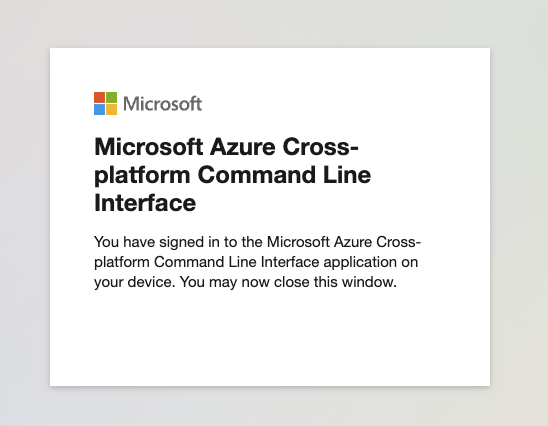 Microsoft
Microsoft Azure Cross-
platform Command Line
Interface
You have signed in to the Microsoft Azure Cross-
platform Command Line Interface application on
your device. You may now close this window.